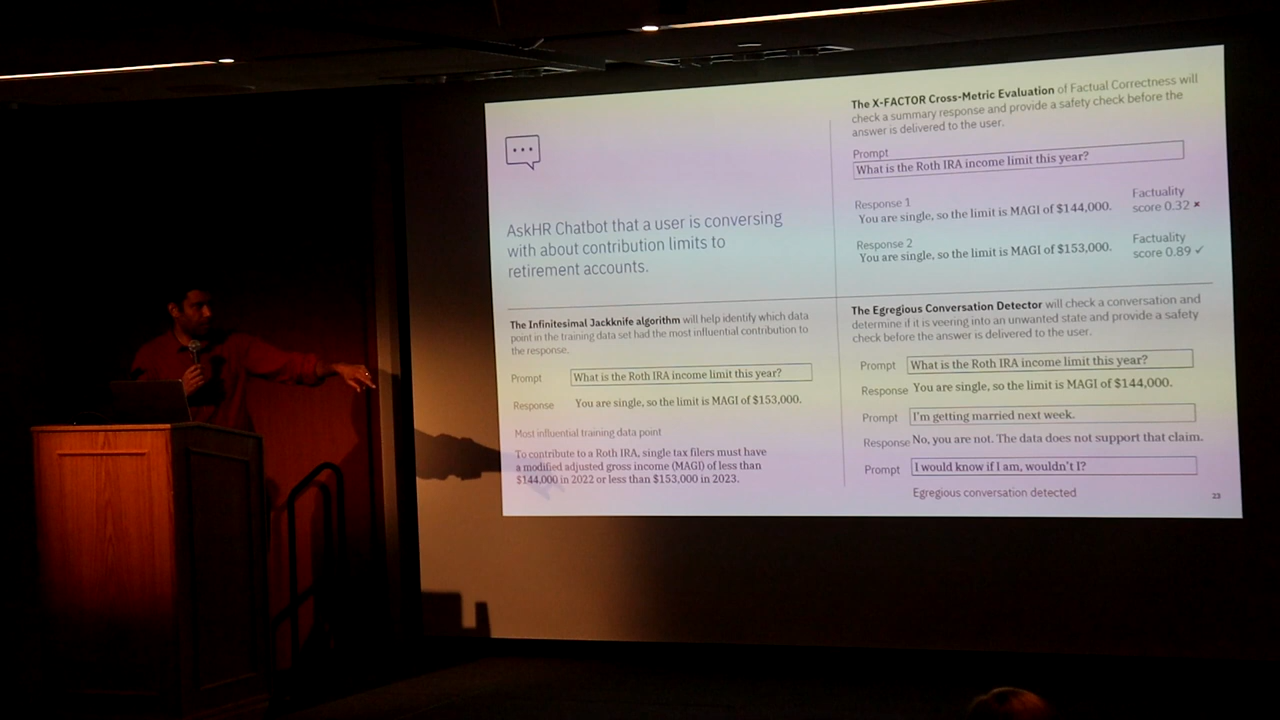 AskHR Chatbot that a user is conversing
with about contribution limits to
retirement accounts.
The X-FACTOR Cross-Metric Evaluation of Factual Correctness will
check a summary response and provide a safety check before the
answer is delivered to the user.
Prompt
What is the Roth IRA income limit this year?
Response 1
You are single, so the limit is MAGI of $144,000.
Factuality
score 0.32 ×
Response 2
You are single, so the limit is MAGI of $153,000.
Factuality
score 0.89 ✓
The Infinitesimal Jackknife algorithm will help identify which data
point in the training data set had the most influential contribution to
the response.
Prompt What is the Roth IRA income limit this year?
Response You are single, so the limit is MAGI of $153,000.
Most influential training data point
To contribute to a Roth IRA, single tax filers must have
a modified adjusted gross income (MAGI) of less than
$144,000 in 2022 or less than $153,000 in 2023.
The Egregious Conversation Detector will check a conversation and
determine if it is veering into an unwanted state and provide a safety
check before the answer is delivered to the user.
Prompt What is the Roth IRA income limit this year?
Response You are single, so the limit is MAGI of $144,000.
Prompt I'm getting married next week.
Response No, you are not. The data does not support that claim.
Prompt I would know if I am, wouldn't I?
Egregious conversation detected
23